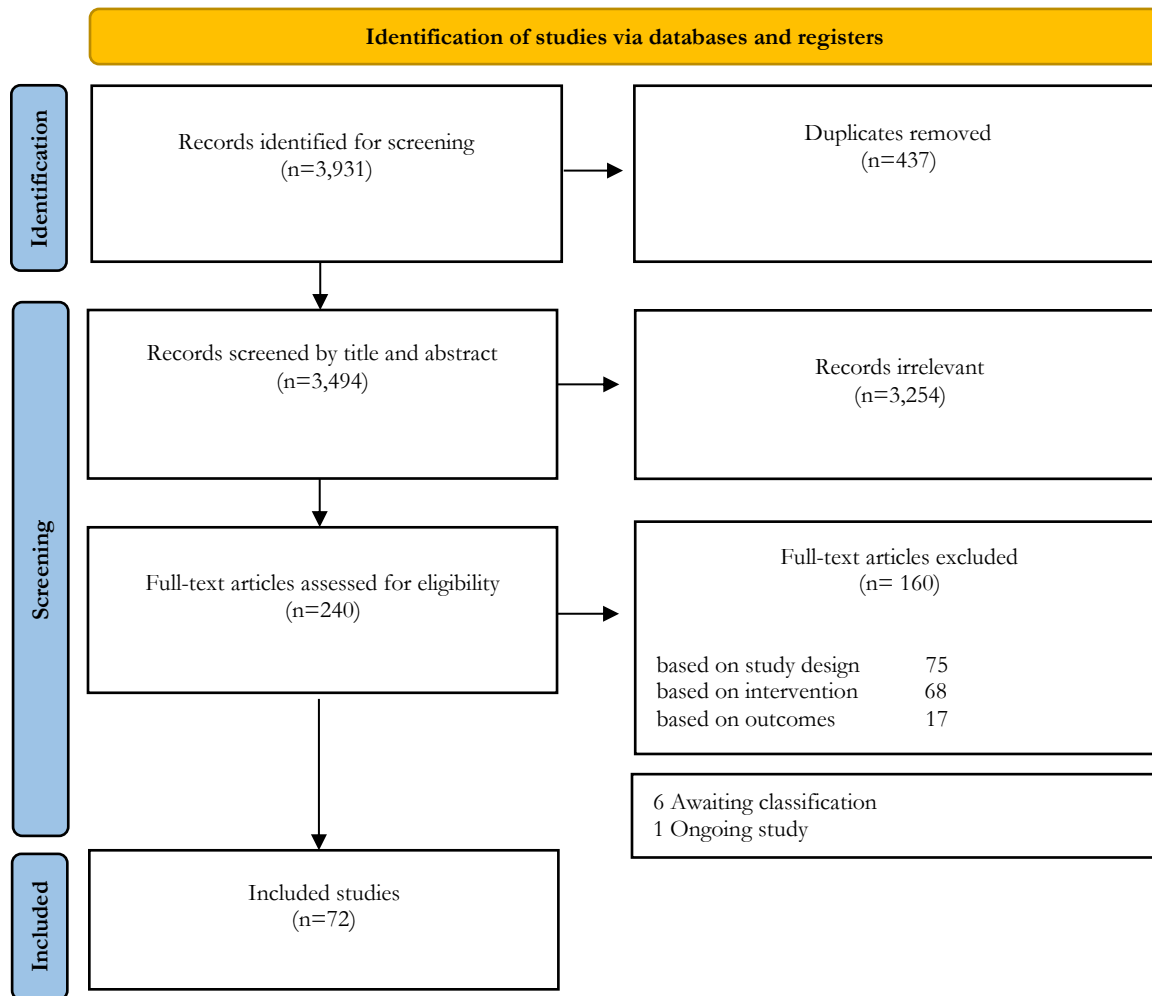 Identification of studies via databases and registers
Identification
Records identified for screening
(n=3,931)
Duplicates removed
(n=437)
Screening
Records screened by title and abstract
(n=3,494)
Records irrelevant
(n=3,254)
Full-text articles assessed for eligibility
(n=240)
Full-text articles excluded
(n= 160)
based on study design 75
based on intervention 68
based on outcomes 17
6 Awaiting classification
1 Ongoing study
Included
Included studies
(n=72)